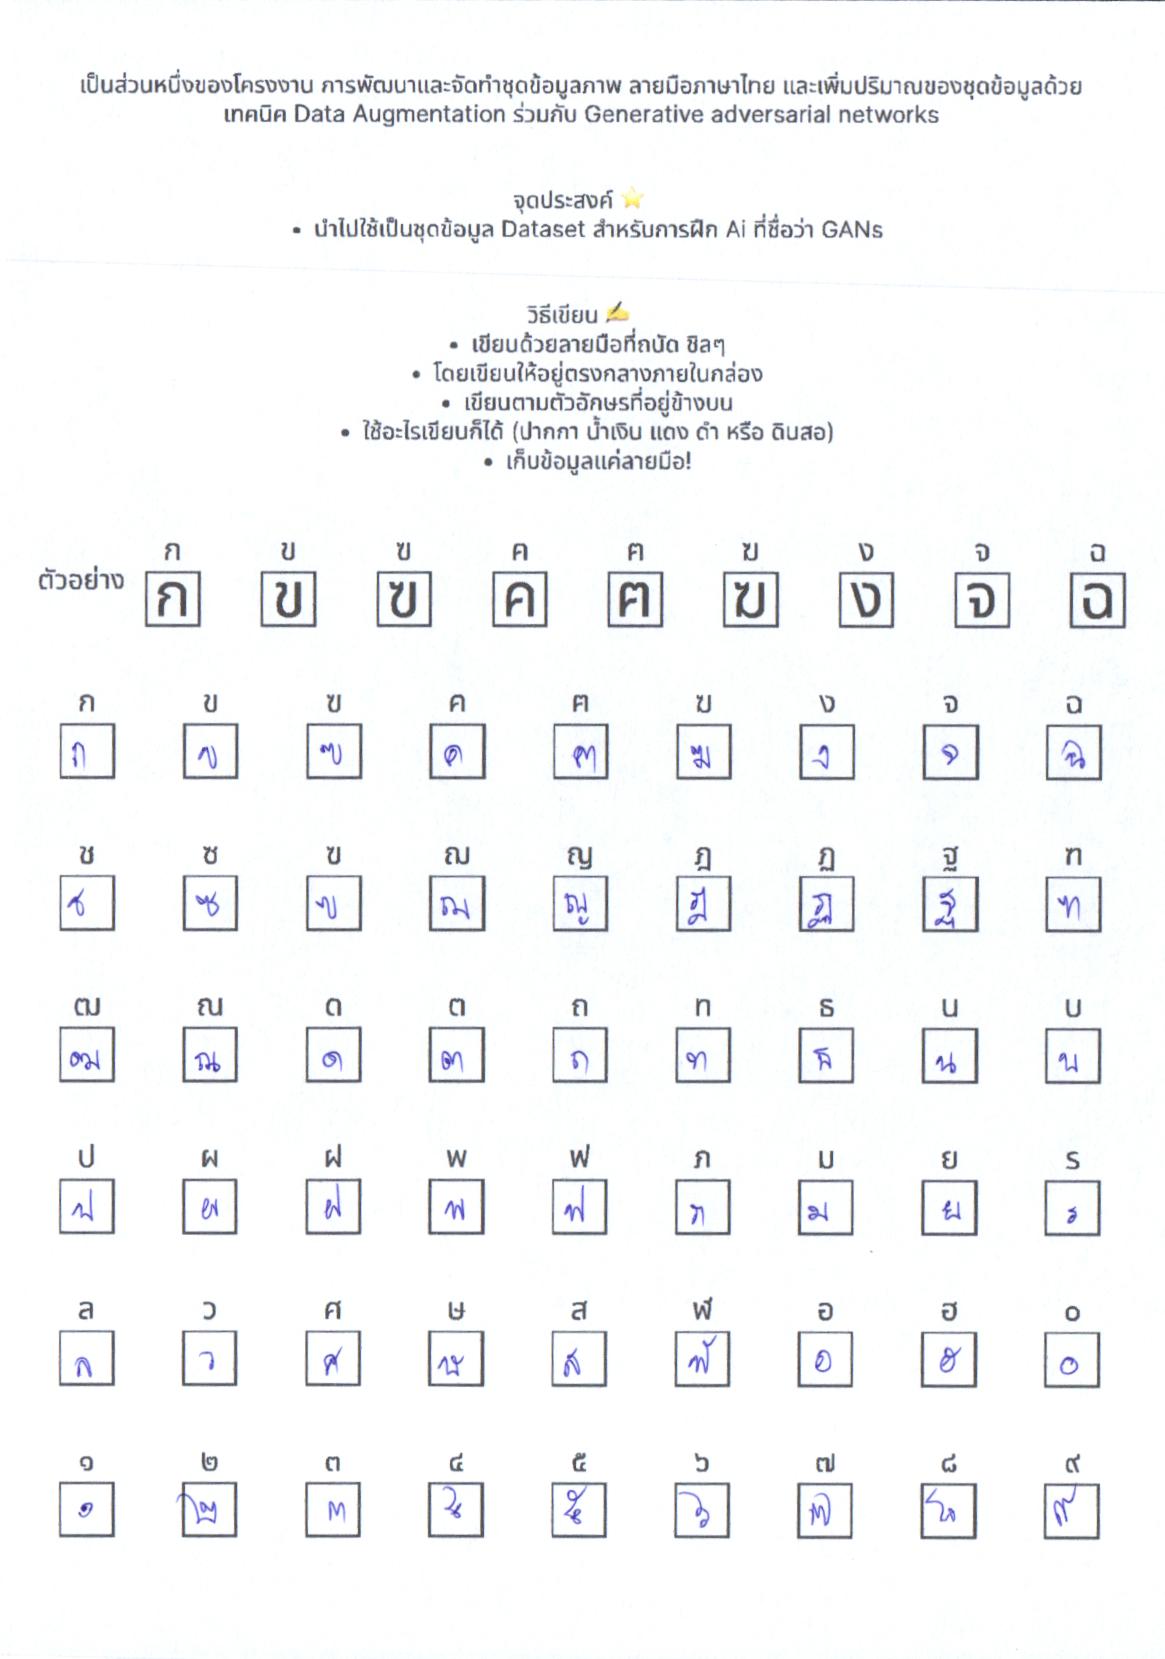 เป็นส่วนหนึ่งของโครงงาน การพัฒนาและจัดทำชุดข้อมูลภาพ ลายมือภาษาไทย และเพิ่มปริมาณของชุดข้อมูลด้วย
เทคนิค Data Augmentation ร่วมกับ Generative adversarial networks
จุดประสงค์ ⭐
• นำไปใช้เป็นชุดข้อมูล Dataset สำหรับการฝึก Ai ที่ชื่อว่า GANs
วิธีเขียน ✍
• เขียนด้วยลายมือที่ถนัด ชิลๆ
• โดยเขียนให้อยู่ตรงกลางภายในกล่อง
• เขียนตามตัวอักษรที่อยู่ข้างบน
• ใช้อะไรเขียนก็ได้ (ปากกา น้ำเงิน แดง ดำ หรือ ดินสอ)
• เก็บข้อมูลแค่ลายมือ!
ก ข ฃ ค ฅ ฆ ง จ ฉ
ตัวอย่าง ก ข ฃ ค ฅ ฆ ง จ ฉ
ก ข ฃ ค ฅ ฆ ง จ ฉ
ก ข ฃ ค ฅ ฆ ง จ ฉ
ช ซ ฃ ฌ ญ ฎ ฏ ฐ ฑ
ช ซ ฃ ฌ ญ ฎ ฏ ฐ ฑ
ฒ ณ ด ต ถ ท ธ น บ
ฒ ณ ด ต ถ ท ธ น บ
ป ผ ฝ พ ฟ ภ ม ย ร
ป ผ ฝ พ ฟ ภ ม ย ร
ล ว ศ ษ ส ฬ อ ฮ ๐
ล ว ศ ษ ส ฬ อ ฮ ๐
๑ ๒ ๓ ๔ ๕ ๖ ๗ ๘ ๙
๑ ๒ ๓ ๔ ๕ ๖ ๗ ๘ ๙